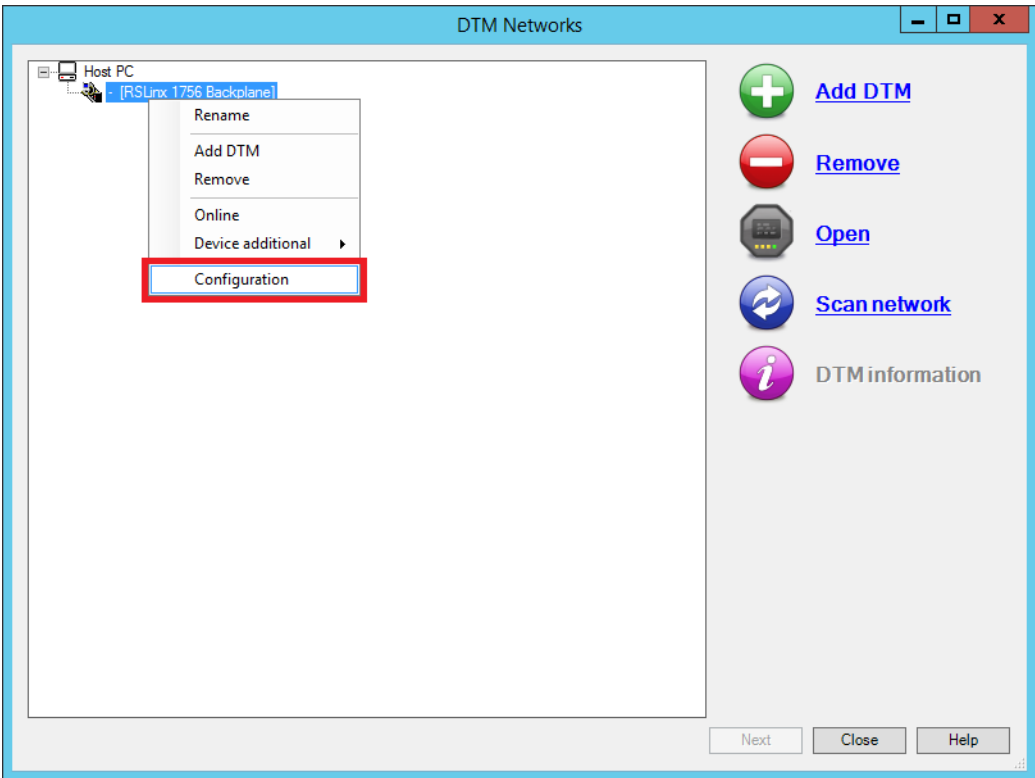 DTM Networks
Host PC
- [RSLinx 1756 Backplane]
Rename
Add DTM
Remove
Online
Device additional
Configuration
Add DTM
Remove
Open
Scan network
DTM information
Next
Close
Help